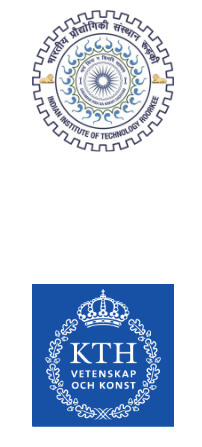 भारतीय प्रौद्योगिकी संस्थान रूड़की
INDIAN INSTITUTE OF TECHNOLOGY ROORKEE
KTH
VETENSKAP
OCH KONST